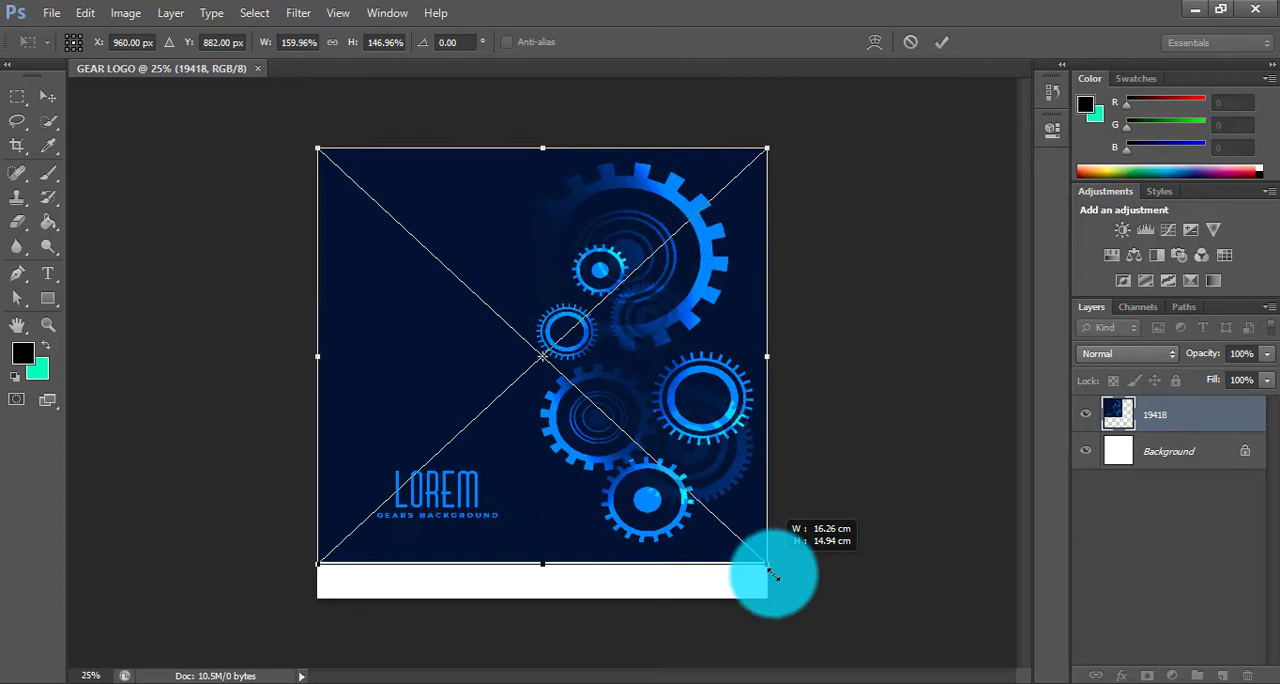 Ps File Edit Image Layer Type Select Filter View Window Help
X: 960.00 px Y: 882.00 px W: 159.96% H: 146.96% 0.00 ° Anti-alias Essentials
GEAR LOGO @ 25% (19418, RGB/8) ×
Color Swatches
R 0
G 0
B 0
Adjustments Styles
Add an adjustment
Layers Channels Paths
Kind
Normal Opacity: 100%
Lock: Fill: 100%
19418
Background
LOREM
GEARS BACKGROUND
W: 16.26 cm
H: 14.94 cm
25% Doc: 10.5M/0 bytes